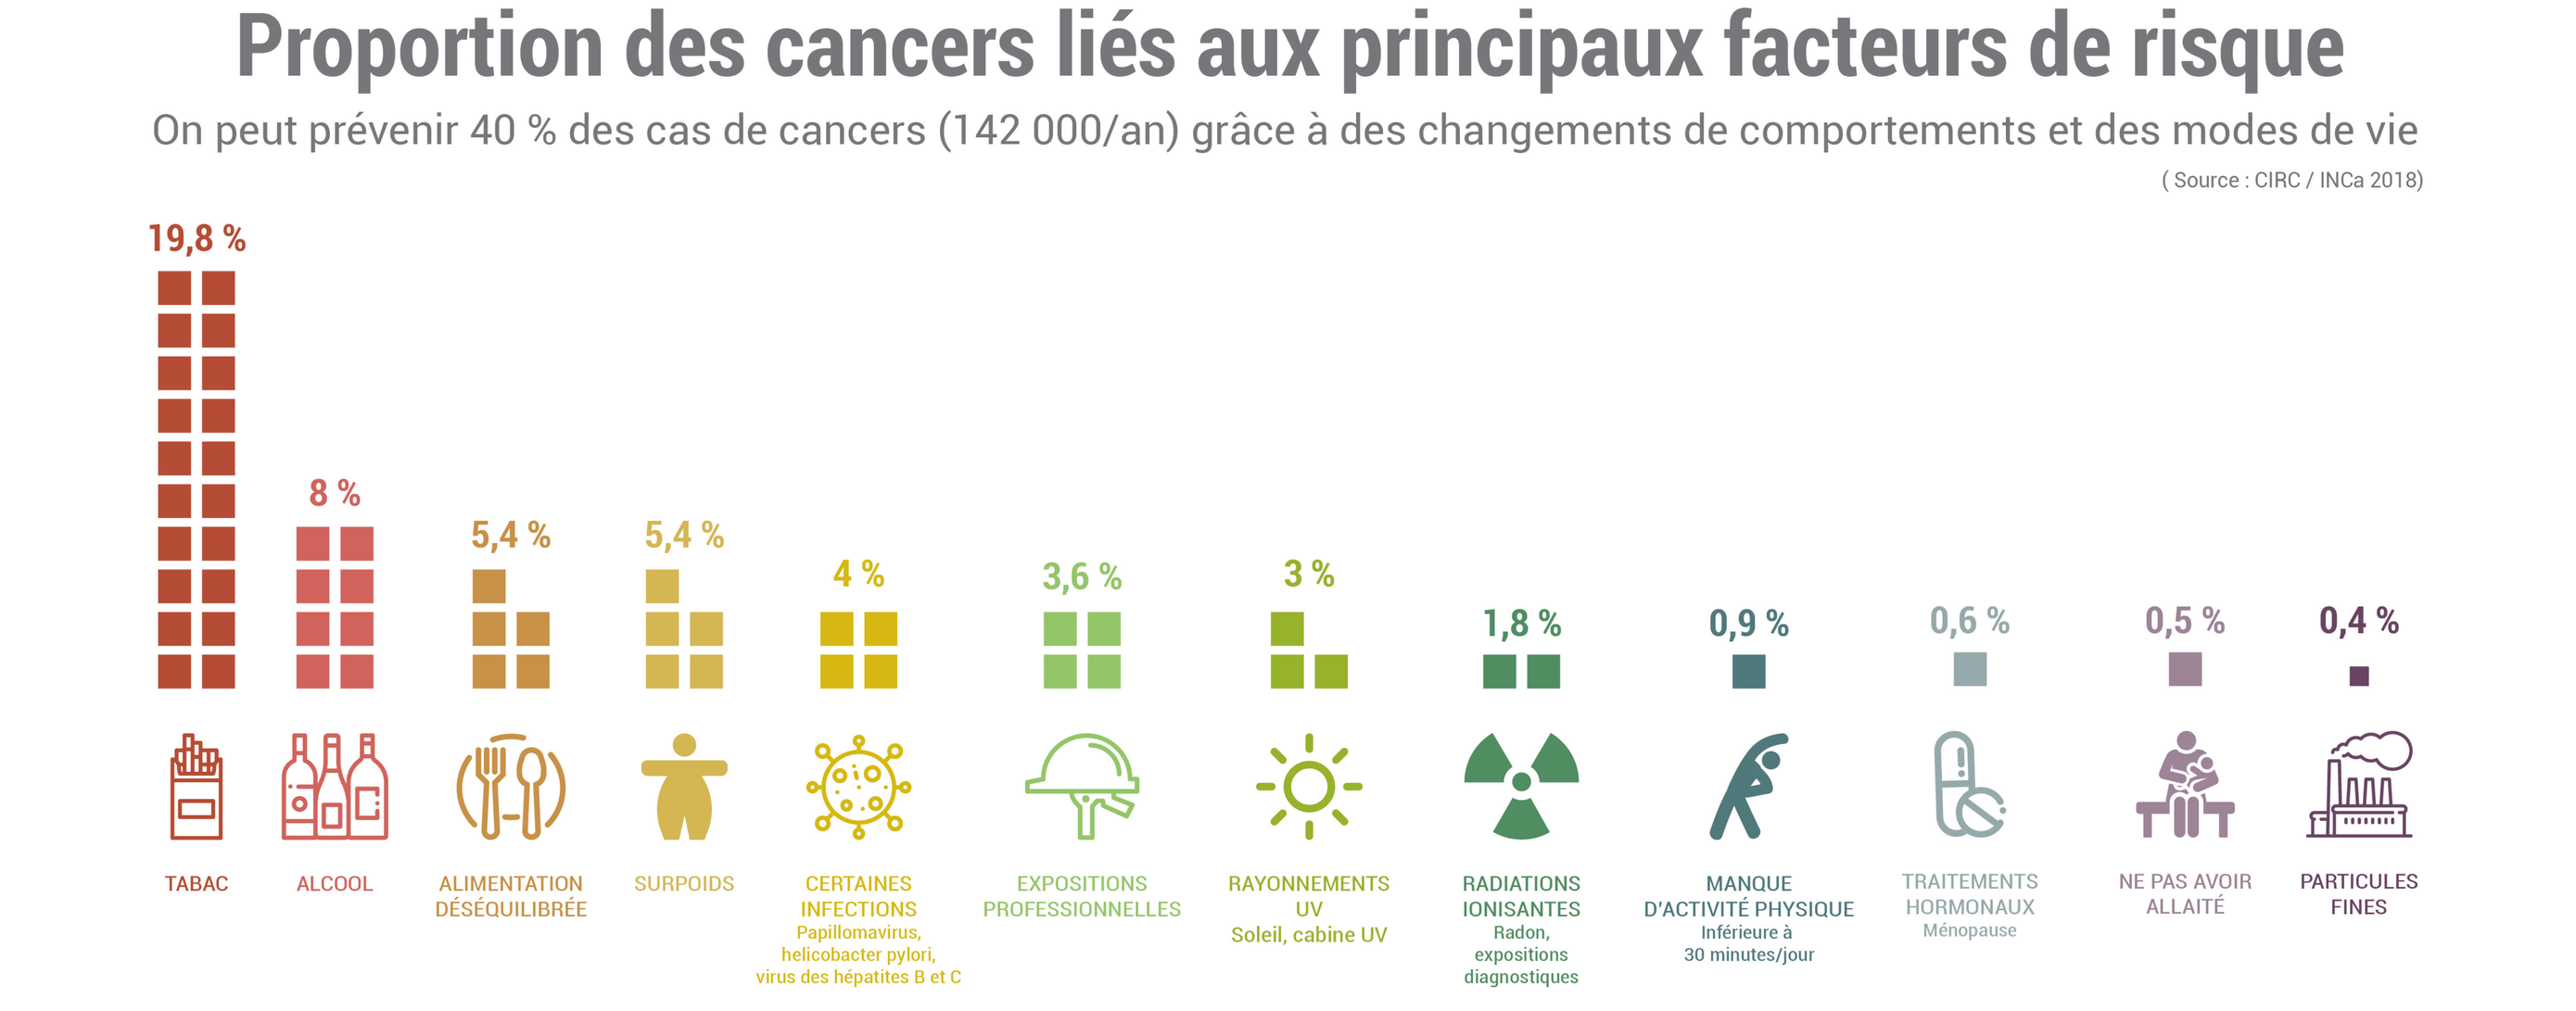 Proportion des cancers liés aux principaux facteurs de risque
On peut prévenir 40 % des cas de cancers (142 000/an) grâce à des changements de comportements et des modes de vie
( Source : CIRC / INCa 2018)
19,8 %
8 %
5,4 %
5,4 %
4 %
3,6 %
3 %
1,8 %
0,9 %
0,6 %
0,5 %
0,4 %
TABAC
ALCOOL
ALIMENTATION
DÉSÉQUILIBRÉE
SURPOIDS
CERTAINES
INFECTIONS
Papillomavirus,
helicobacter pylori,
virus des hépatites B et C
EXPOSITIONS
PROFESSIONNELLES
RAYONNEMENTS
UV
Soleil, cabine UV
RADIATIONS
IONISANTES
Radon,
expositions
diagnostiques
MANQUE
D'ACTIVITÉ PHYSIQUE
Inférieure à
30 minutes/jour
TRAITEMENTS
HORMONAUX
Ménopause
NE PAS AVOIR
ALLAITÉ
PARTICULES
FINES